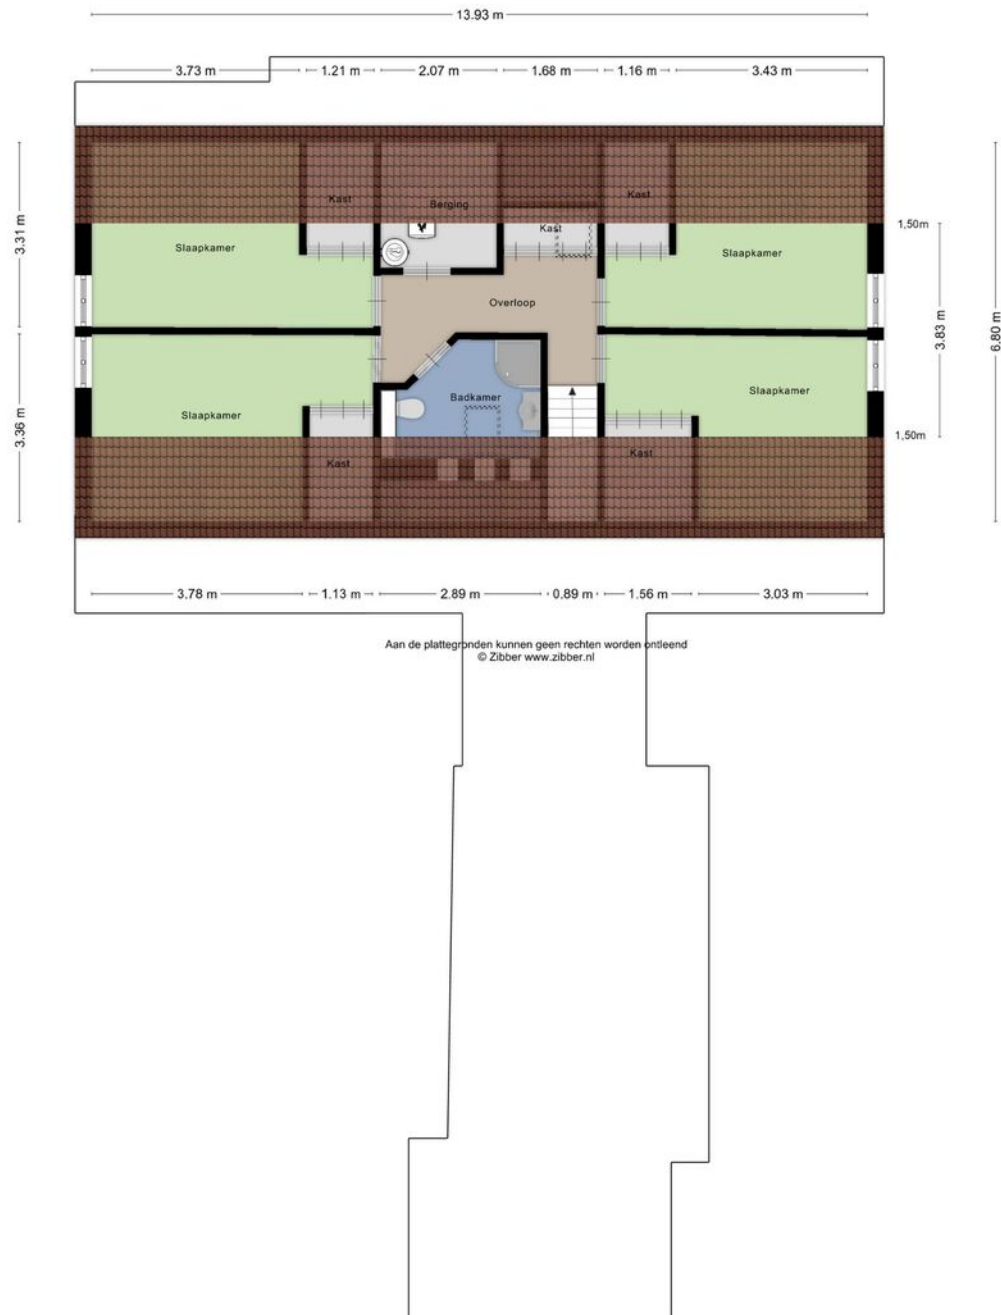 13.93 m
3.73 m 1.21 m 2.07 m 1.68 m 1.16 m 3.43 m
3.31 m
Kast
Berging
Kast
Kast
1,50m
Slaapkamer
Slaapkamer
Overloop
3.83 m
6.80 m
3.36 m
Slaapkamer
Badkamer
Slaapkamer
1,50m
Kast
Kast
3.78 m 1.13 m 2.89 m 0.89 m 1.56 m 3.03 m
Aan de plattegronden kunnen geen rechten worden ontleend
© Zibber www.zibber.nl